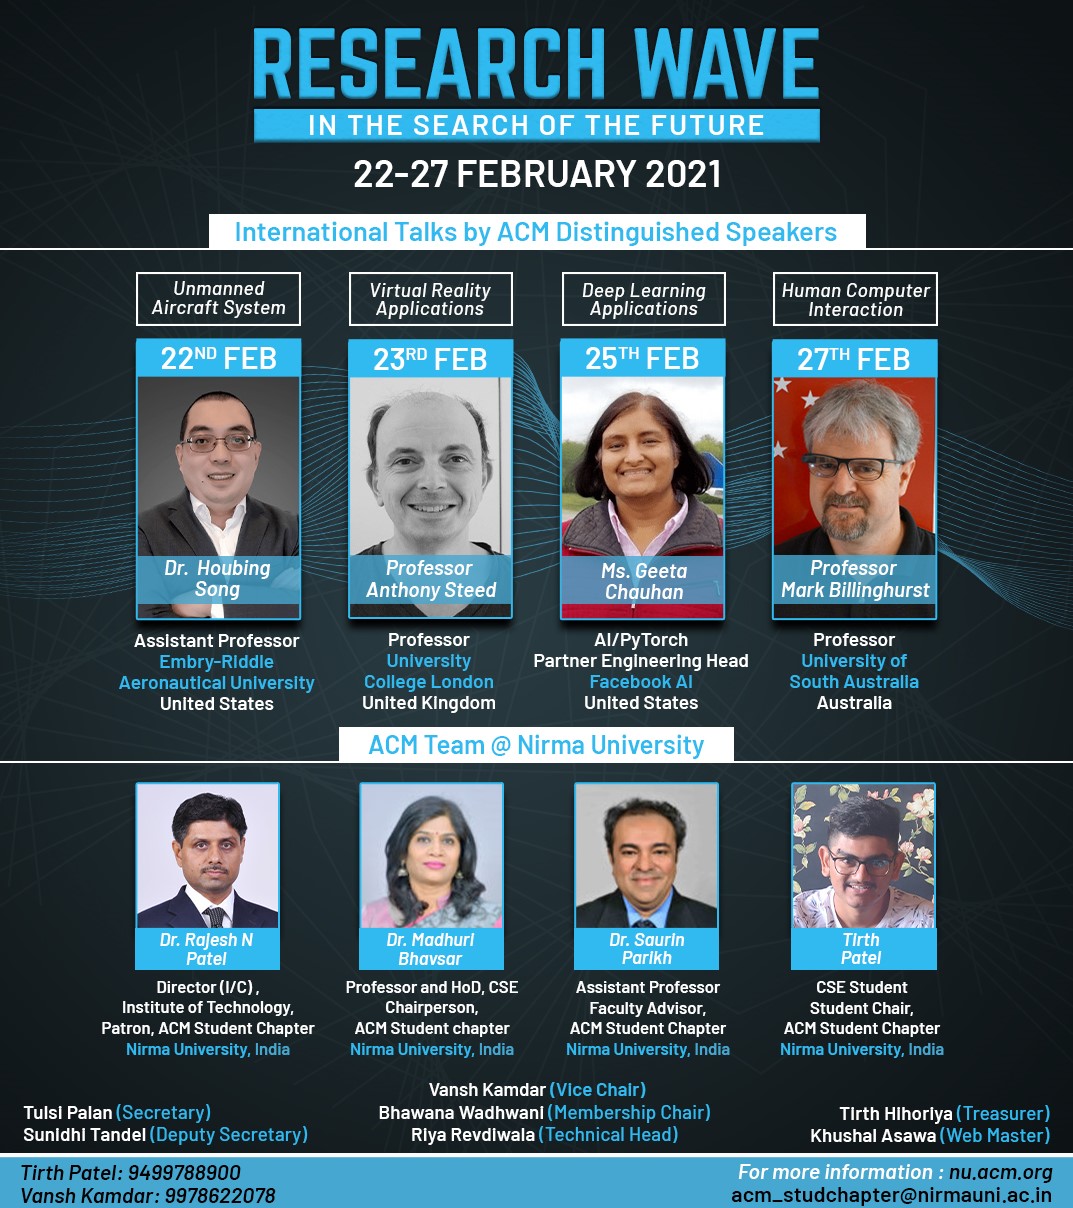 RESEARCH WAVE
IN THE SEARCH OF THE FUTURE
22-27 FEBRUARY 2021
International Talks by ACM Distinguished Speakers
Unmanned
Aircraft System
22ND FEB
Dr. Houbing
Song
Assistant Professor
Embry-Riddle
Aeronautical University
United States
Virtual Reality
Applications
23RD FEB
Professor
Anthony Steed
Professor
University
College London
United Kingdom
Deep Learning
Applications
25TH FEB
Ms. Geeta
Chauhan
AI/PyTorch
Partner Engineering Head
Facebook AI
United States
Human Computer
Interaction
27TH FEB
Professor
Mark Billinghurst
Professor
University of
South Australia
Australia
ACM Team @ Nirma University
Dr. Rajesh N
Patel
Director (I/C) ,
Institute of Technology,
Patron, ACM Student Chapter
Nirma University, India
Dr. Madhuri
Bhavsar
Professor and HoD, CSE
Chairperson,
ACM Student chapter
Nirma University, India
Dr. Saurin
Parikh
Assistant Professor
Faculty Advisor,
ACM Student Chapter
Nirma University, India
Tirth
Patel
CSE Student
Student Chair,
ACM Student Chapter
Nirma University, India
Tulsi Palan (Secretary)
Sunidhi Tandel (Deputy Secretary)
Vansh Kamdar (Vice Chair)
Bhawana Wadhwani (Membership Chair)
Riya Revdiwala (Technical Head)
Tirth Hihoriya (Treasurer)
Khushal Asawa (Web Master)
Tirth Patel: 9499788900
Vansh Kamdar: 9978622078
For more information : nu.acm.org
acm_studchapter@nirmauni.ac.in